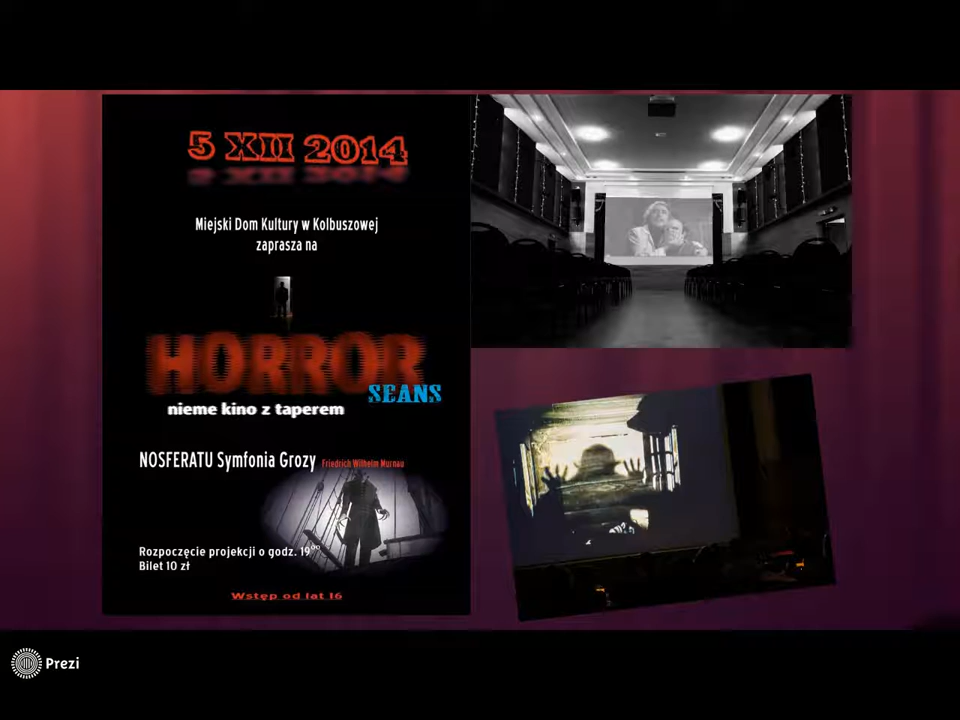 5 XII 2014
Miejski Dom Kultury w Kolbuszowej
zaprasza na
HORROR
SEANS
nieme kino z taperem
NOSFERATU Symfonia Grozy Friedrich Wilhelm Murnau
Rozpoczęcie projekcji o godz. 19⁰⁰
Bilet 10 zł
Wstęp od lat 16
Prezi